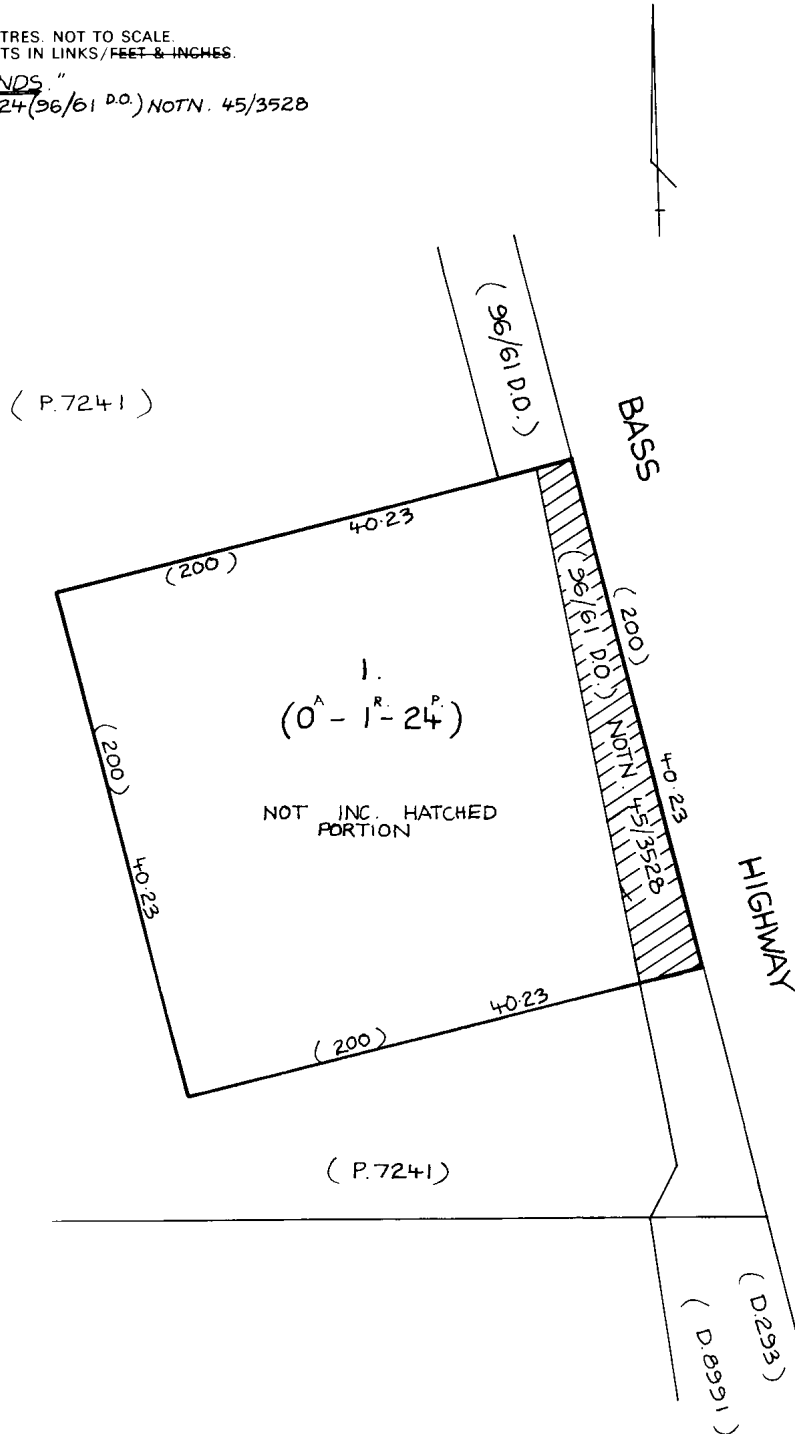 TRES. NOT TO SCALE.
TS IN LINKS/FEET & INCHES.
NDS."
24(96/61 D.O.) NOTN. 45/3528
(96/61 D.O.)
(P.7241)
BASS
40.23
(200)
(96/61 D.O.) NOTN. 45/3528
(200)
1.
(0A - 1R. - 24P.)
(200)
40.23
NOT INC. HATCHED
PORTION
40.23
HIGHWAY
40.23
(200)
(P.7241)
(D.293)
(D.8991)